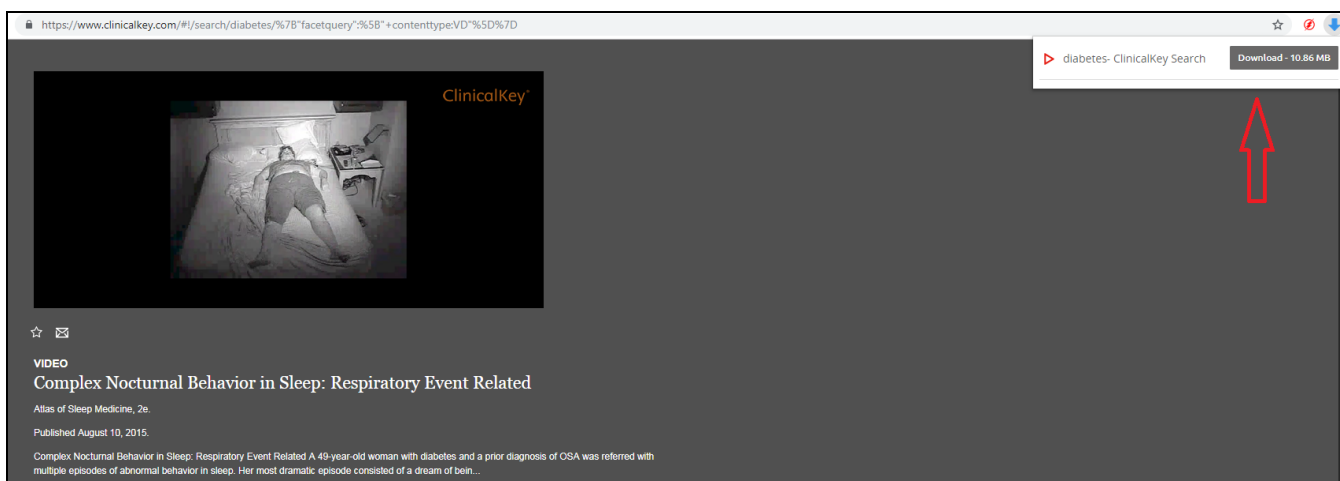 https://www.clinicalkey.com/#!/search/diabetes/%7B"facetquery":%5B"+contenttype:VD"%5D%7D
diabetes- ClinicalKey Search
Download - 10.86 MB
ClinicalKey
VIDEO
Complex Nocturnal Behavior in Sleep: Respiratory Event Related
Atlas of Sleep Medicine, 2e.
Published August 10, 2015.
Complex Nocturnal Behavior in Sleep: Respiratory Event Related A 49-year-old woman with diabetes and a prior diagnosis of OSA was referred with
multiple episodes of abnormal behavior in sleep. Her most dramatic episode consisted of a dream of bein...